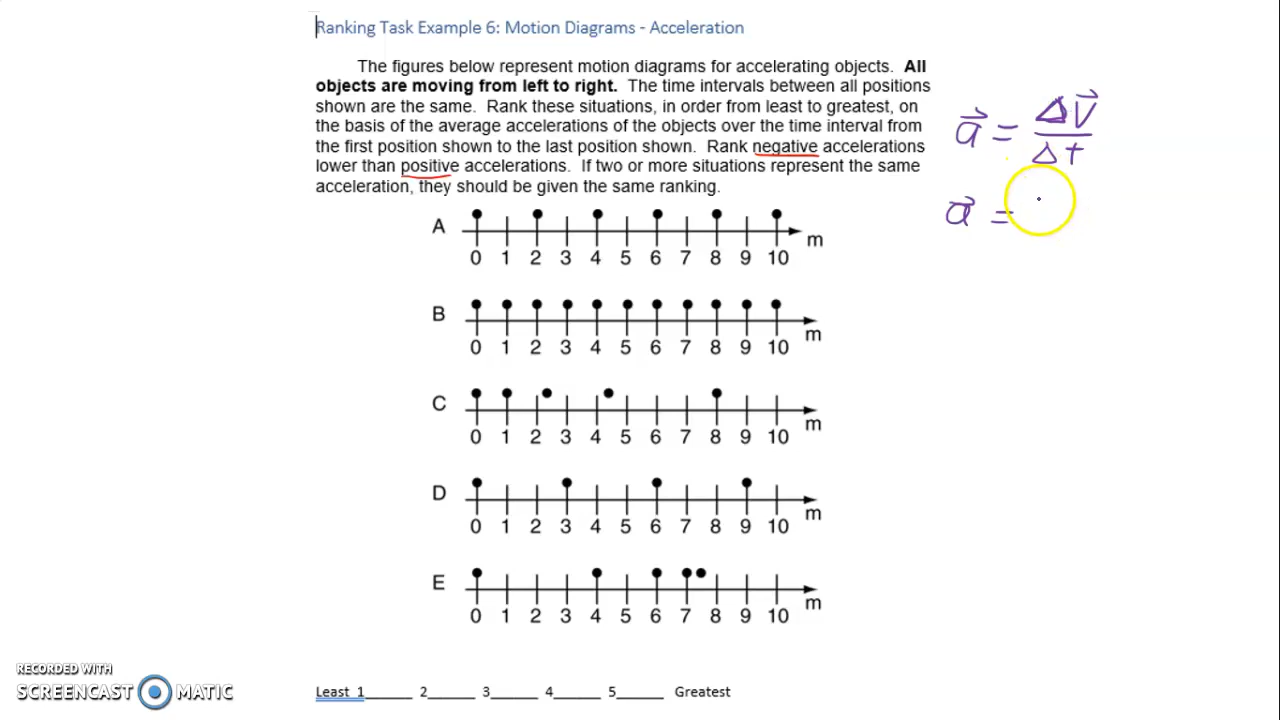 Ranking Task Example 6: Motion Diagrams - Acceleration
The figures below represent motion diagrams for accelerating objects. All
objects are moving from left to right. The time intervals between all positions
shown are the same. Rank these situations, in order from least to greatest, on
the basis of the average accelerations of the objects over the time interval from
the first position shown to the last position shown. Rank negative accelerations
lower than positive accelerations. If two or more situations represent the same
acceleration, they should be given the same ranking.
a = ΔV
Δt
a =
A
m
0 1 2 3 4 5 6 7 8 9 10
B
m
0 1 2 3 4 5 6 7 8 9 10
C
m
0 1 2 3 4 5 6 7 8 9 10
D
m
0 1 2 3 4 5 6 7 8 9 10
E
m
0 1 2 3 4 5 6 7 8 9 10
RECORDED WITH
SCREENCAST MATIC
Least 1______ 2______ 3______ 4______ 5______ Greatest